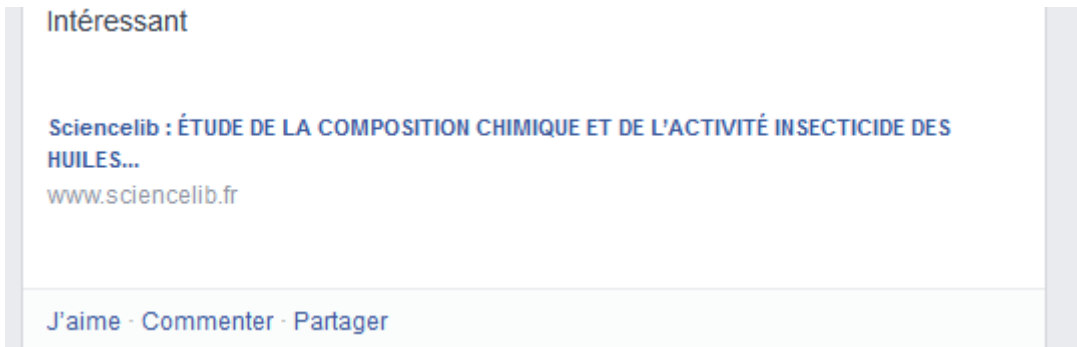 Intéressant
Sciencelib : ÉTUDE DE LA COMPOSITION CHIMIQUE ET DE L'ACTIVITÉ INSECTICIDE DES
HUILES...
www.sciencelib.fr
J'aime · Commenter · Partager